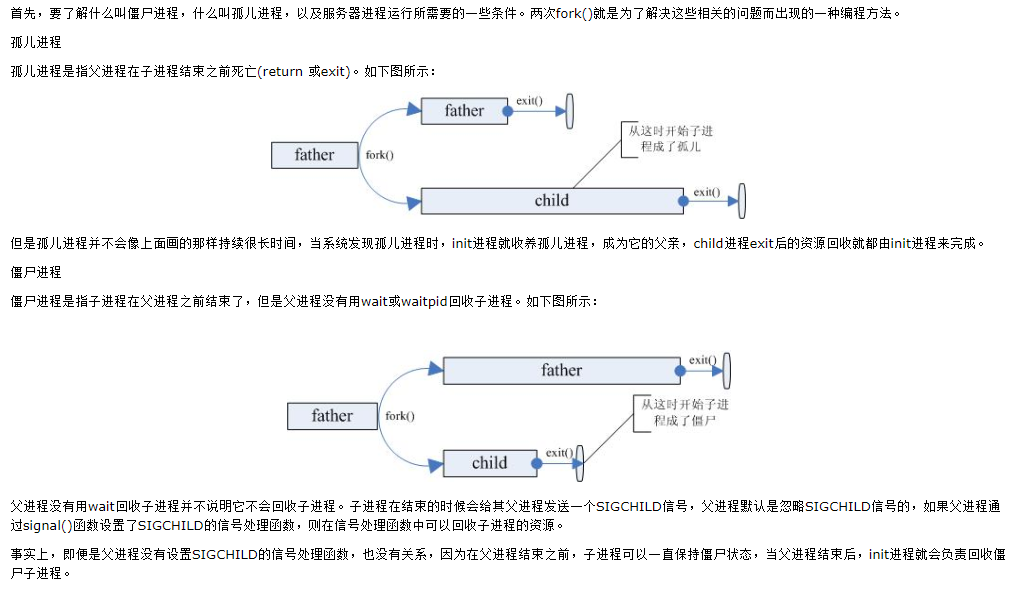 首先，要了解什么叫僵尸进程，什么叫孤儿进程，以及服务器进程运行所需要的一些条件。两次fork()就是为了解决这些相关的问题而出现的一种编程方法。
孤儿进程
孤儿进程是指父进程在子进程结束之前死亡(return 或exit)。如下图所示：
father
exit()
从这时开始子进
程成了孤儿
father
fork()
child
exit()
但是孤儿进程并不会像上面画的那样持续很长时间，当系统发现孤儿进程时，init进程就收养孤儿进程，成为它的父亲，child进程exit后的资源回收就都由init进程来完成。
僵尸进程
僵尸进程是指子进程在父进程之前结束了，但是父进程没有用wait或waitpid回收子进程。如下图所示：
father
exit()
从这时开始子进
程成了僵尸
father
fork()
child
exit()
父进程没有用wait回收子进程并不说明它不会回收子进程。子进程在结束的时候会给其父进程发送一个SIGCHILD信号，父进程默认是忽略SIGCHILD信号的，如果父进程通
过signal()函数设置了SIGCHILD的信号处理函数，则在信号处理函数中可以回收子进程的资源。
事实上，即便是父进程没有设置SIGCHILD的信号处理函数，也没有关系，因为在父进程结束之前，子进程可以一直保持僵尸状态，当父进程结束后，init进程就会负责回收僵
尸子进程。